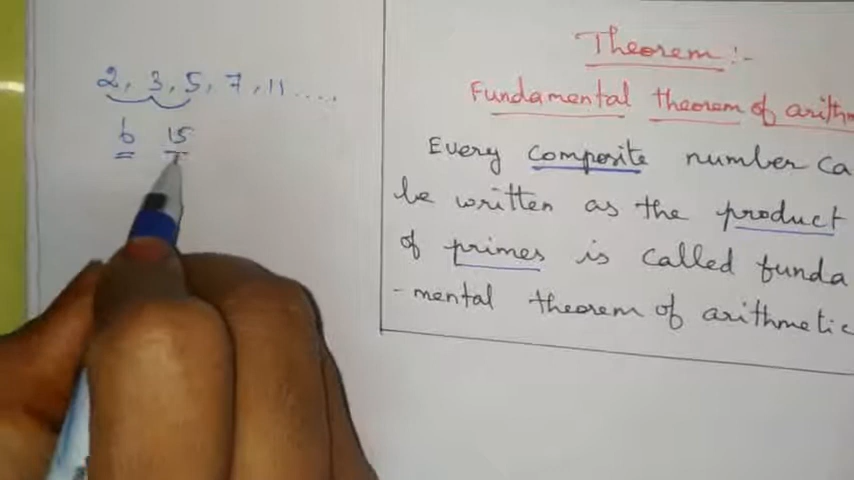 2, 3, 5, 7, 11 ....
6 15
Theorem :-
Fundamental theorem of arithm
Every composite number ca
be written as the product
of primes is called funda
-mental theorem of arithmetic